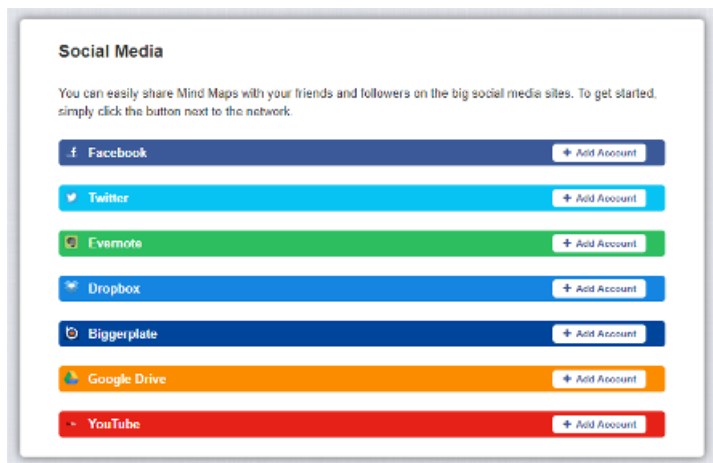 Social Media
You can easily share Mind Maps with your friends and followers on the big social media sites. To get started,
simply click the button next to the network.
Facebook + Add Account
Twitter + Add Account
Evernote + Add Account
Dropbox + Add Account
Biggerplate + Add Account
Google Drive + Add Account
YouTube + Add Account